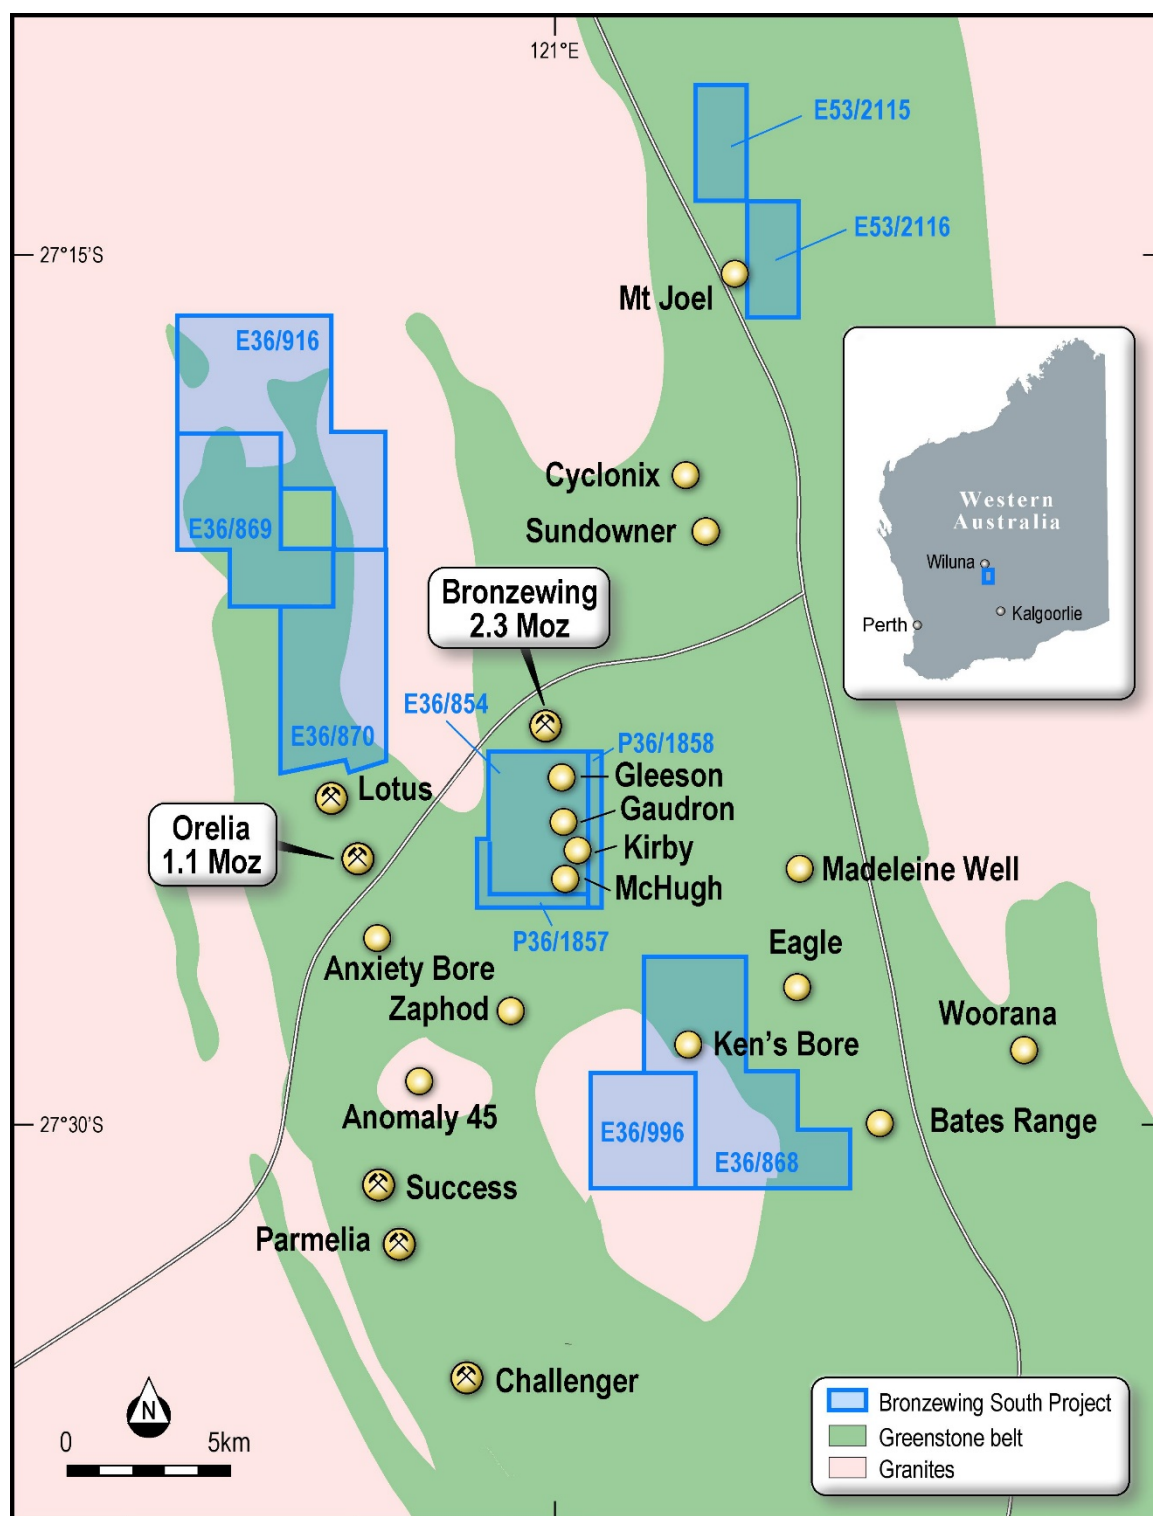 121°E
E53/2115
E53/2116
27°15'S
Mt Joel
E36/916
Cyclonix
Western
Australia
E36/869
Sundowner
Wiluna
Bronzewing
2.3 Moz
Kalgoorlie
Perth
E36/854
E36/870
P36/1858
Gleeson
Lotus
Gaudron
Orelia
1.1 Moz
Kirby
McHugh
Madeleine Well
P36/1857
Eagle
Anxiety Bore
Zaphod
Woorana
Ken's Bore
Anomaly 45
27°30'S
E36/996
Bates Range
E36/868
Success
Parmelia
Challenger
N
0 5km
Bronzewing South Project
Greenstone belt
Granites